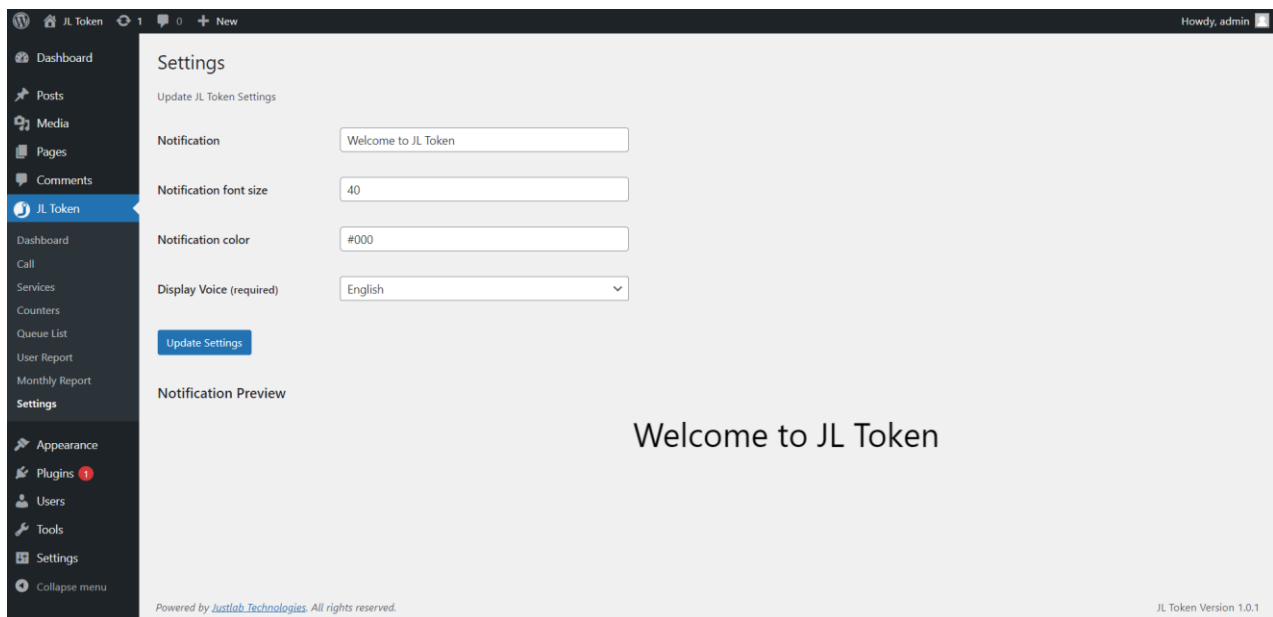 JL Token 1 0 New Howdy, admin
Dashboard
Posts
Media
Pages
Comments
JL Token
Dashboard
Call
Services
Counters
Queue List
User Report
Monthly Report
Settings
Appearance
Plugins 1
Users
Tools
Settings
Collapse menu
Settings
Update JL Token Settings
Notification Welcome to JL Token
Notification font size 40
Notification color #000
Display Voice (required) English
Update Settings
Notification Preview
Welcome to JL Token
Powered by Justlab Technologies. All rights reserved. JL Token Version 1.0.1